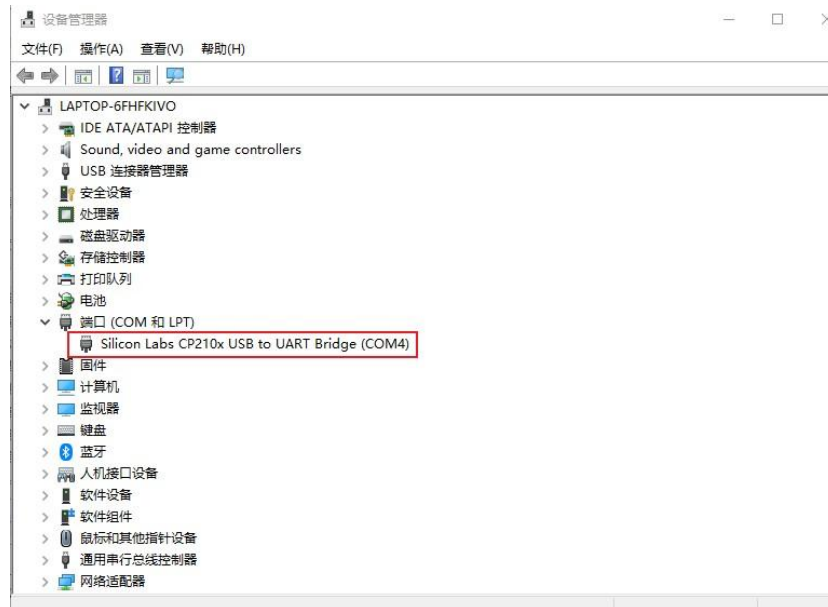 设备管理器
文件(F) 操作(A) 查看(V) 帮助(H)
LAPTOP-6FHFKIVO
IDE ATA/ATAPI 控制器
Sound, video and game controllers
USB 连接器管理器
安全设备
处理器
磁盘驱动器
存储控制器
打印队列
电池
端口 (COM 和 LPT)
Silicon Labs CP210x USB to UART Bridge (COM4)
固件
计算机
监视器
键盘
蓝牙
人机接口设备
软件设备
软件组件
鼠标和其他指针设备
通用串行总线控制器
网络适配器